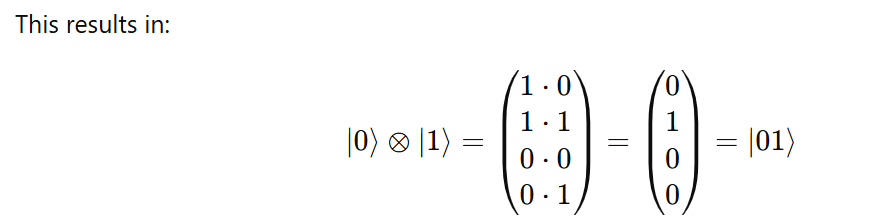 This results in:
|0⟩ ⊗ |1⟩ = (1 · 0 1 · 1 0 · 0 0 · 1) = (0 1 0 0) = |01⟩